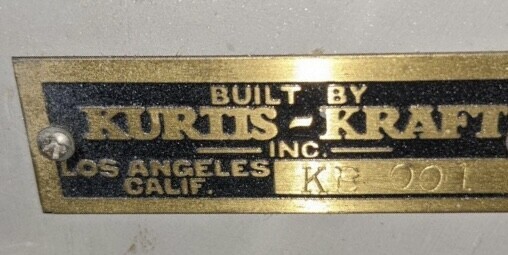 BUILT BY
KURTIS-KRAFT
INC.
LOS ANGELES
CALIF.
KB 001